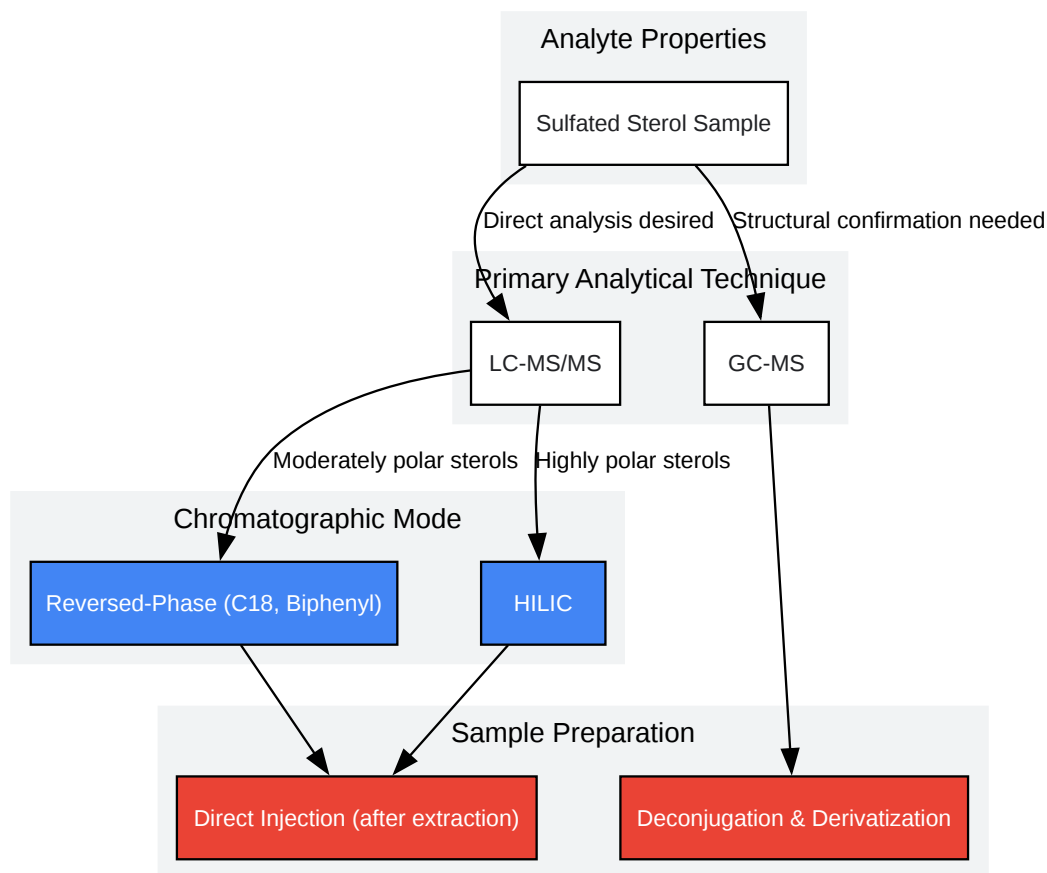 Analyte Properties
Sulfated Sterol Sample
Direct analysis desired
Structural confirmation needed
Primary Analytical Technique
LC-MS/MS
GC-MS
Moderately polar sterols
Highly polar sterols
Chromatographic Mode
Reversed-Phase (C18, Biphenyl)
HILIC
Sample Preparation
Direct Injection (after extraction)
Deconjugation & Derivatization